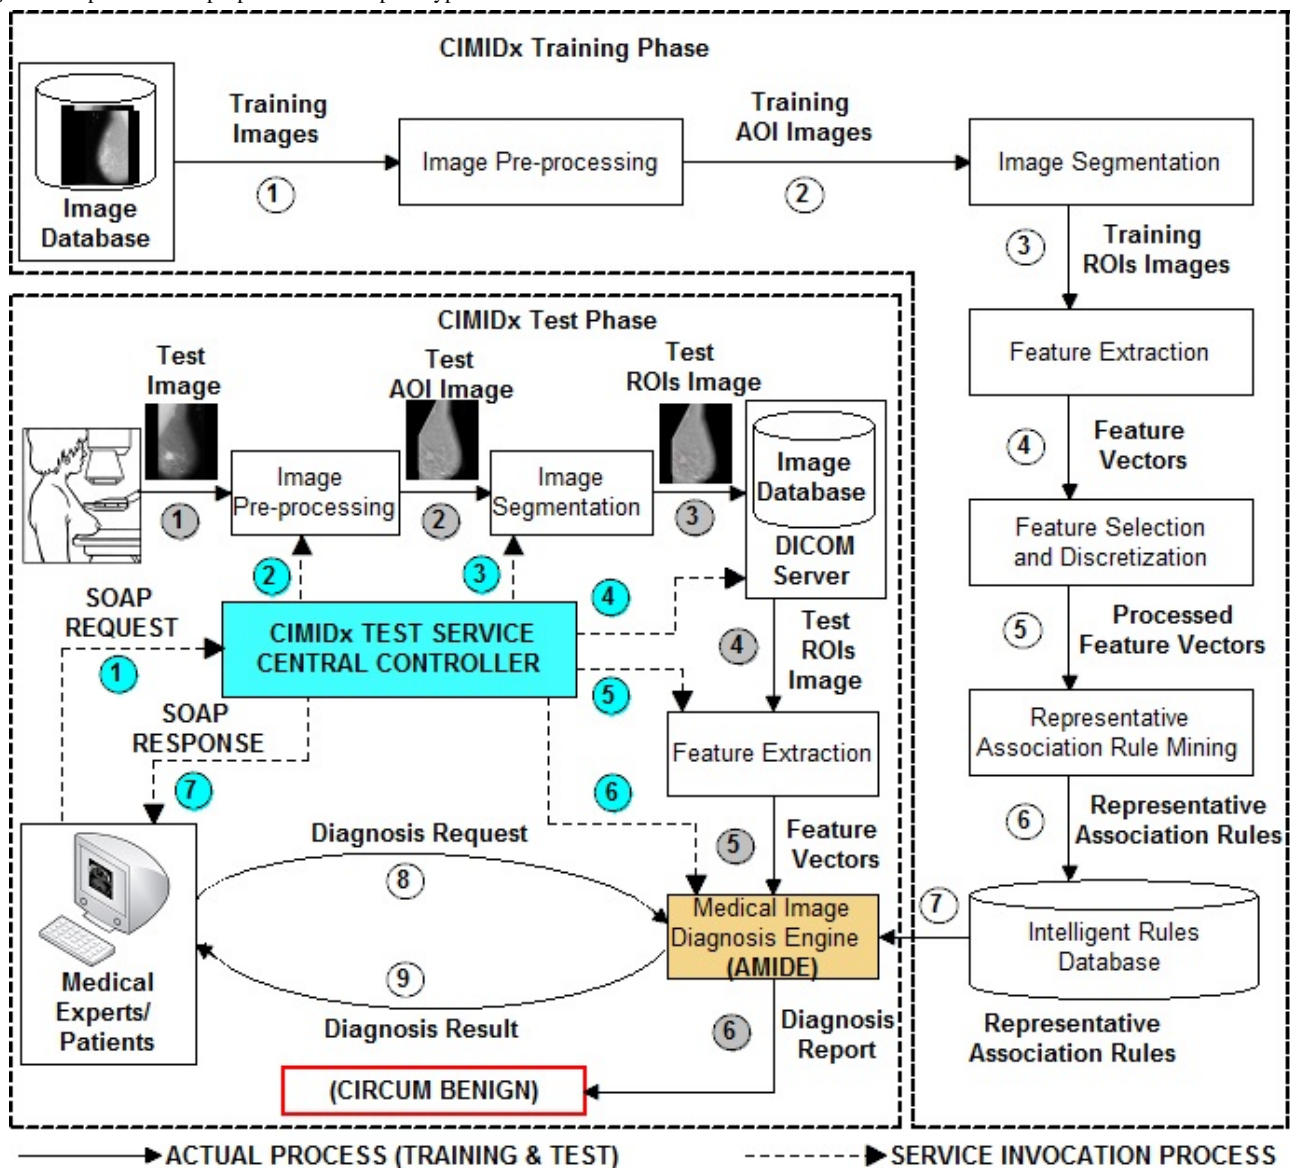 CIMIDx Training Phase
Image
Database
Training
Images
1
Image Pre-processing
Training
AOI Images
2
Image Segmentation
3
Training
ROIs Images
Feature Extraction
4
Feature
Vectors
Feature Selection
and Discretization
5
Processed
Feature Vectors
Representative
Association Rule Mining
6
Representative
Association Rules
Intelligent Rules
Database
7
Representative
Association Rules
CIMIDx Test Phase
Test
Image
1
Image
Pre-processing
Test
AOI Image
2
Image
Segmentation
Test
ROIs Image
3
Image
Database
DICOM
Server
2
3
4
SOAP
REQUEST
1
CIMIDx TEST SERVICE
CENTRAL CONTROLLER
5
4
Test
ROIs
Image
SOAP
RESPONSE
7
6
Feature Extraction
5
Feature
Vectors
Medical
Experts/
Patients
Diagnosis Request
8
9
Diagnosis Result
Medical Image
Diagnosis Engine
(AMIDE)
6
Diagnosis
Report
(CIRCUM BENIGN)
ACTUAL PROCESS (TRAINING & TEST)
SERVICE INVOCATION PROCESS